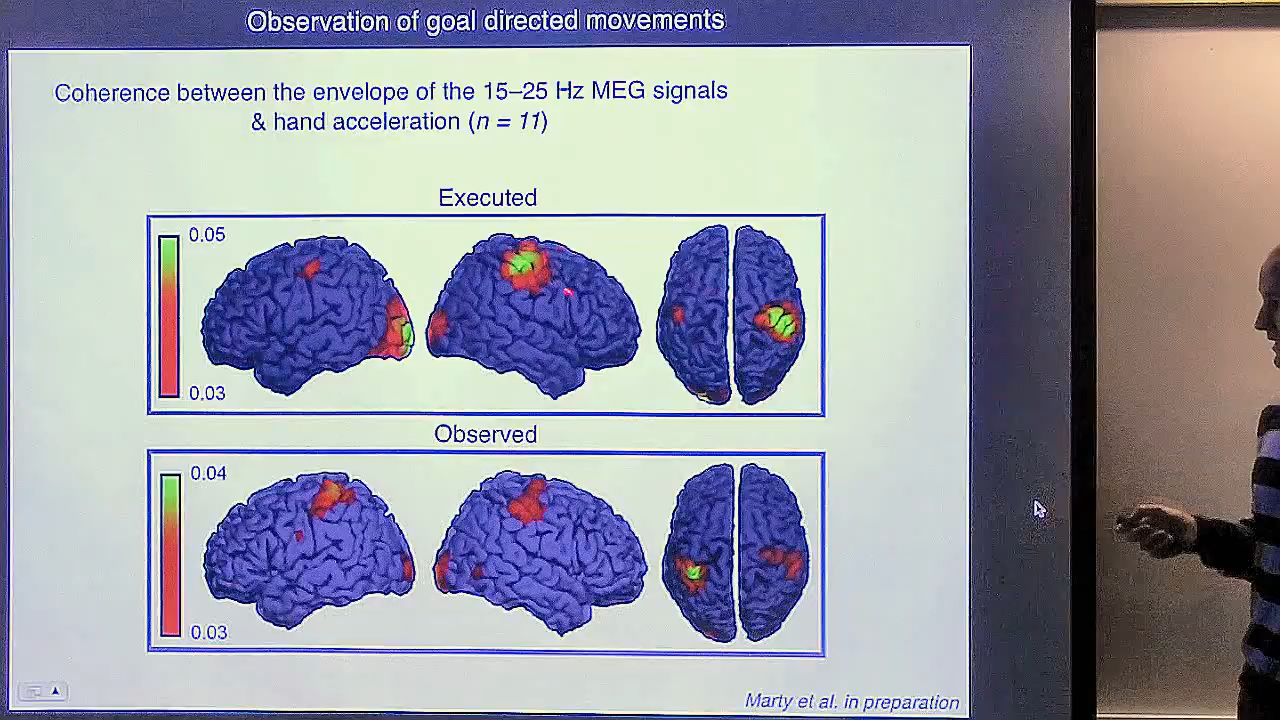 Observation of goal directed movements
Coherence between the envelope of the 15–25 Hz MEG signals
& hand acceleration (n = 11)
Executed
0.05
0.03
Observed
0.04
0.03
Marty et al. in preparation